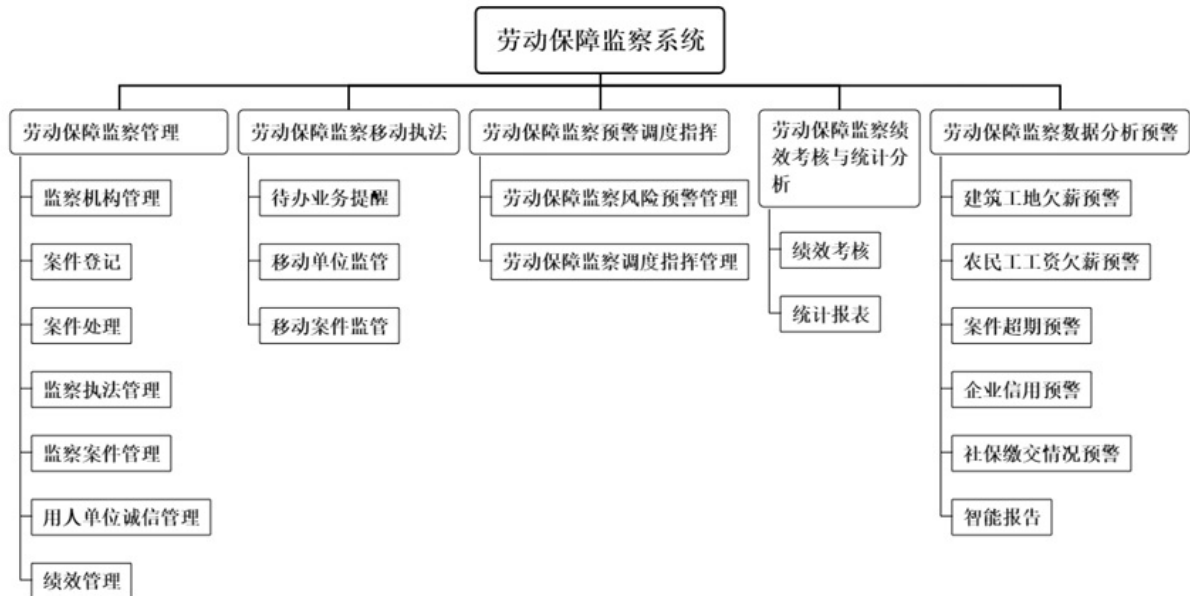 劳动保障监察系统
劳动保障监察管理
监察机构管理
案件登记
案件处理
监察执法管理
监察案件管理
用人单位诚信管理
绩效管理
劳动保障监察移动执法
待办业务提醒
移动单位监管
移动案件监管
劳动保障监察预警调度指挥
劳动保障监察风险预警管理
劳动保障监察调度指挥管理
劳动保障监察绩
效考核与统计分
析
绩效考核
统计报表
劳动保障监察数据分析预警
建筑工地欠薪预警
农民工工资欠薪预警
案件超期预警
企业信用预警
社保缴交情况预警
智能报告